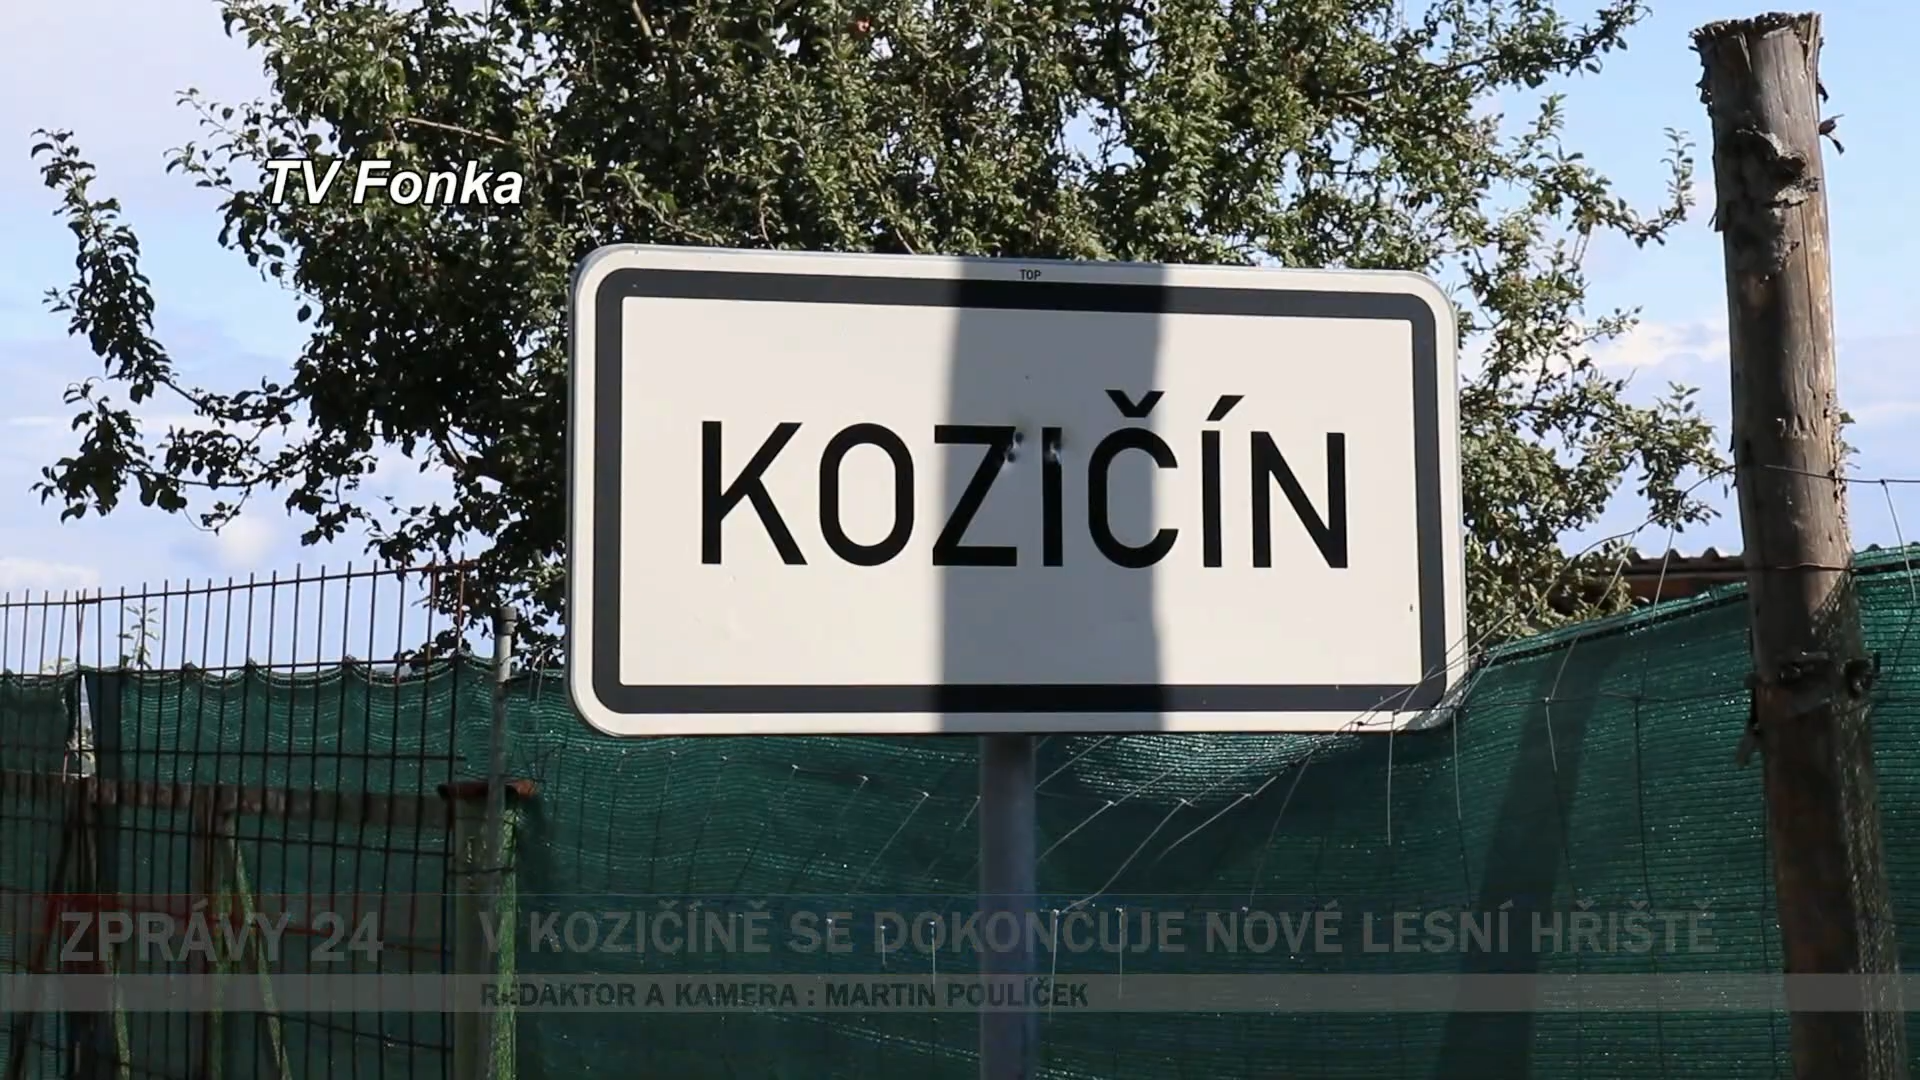 TV Fonka
TOP
KOZIČÍN
ZPRÁVY 24
V KOZIČÍNĚ SE DOKONČUJE NOVÉ LESNÍ HŘIŠTĚ
REDAKTOR A KAMERA : MARTIN POULÍČEK